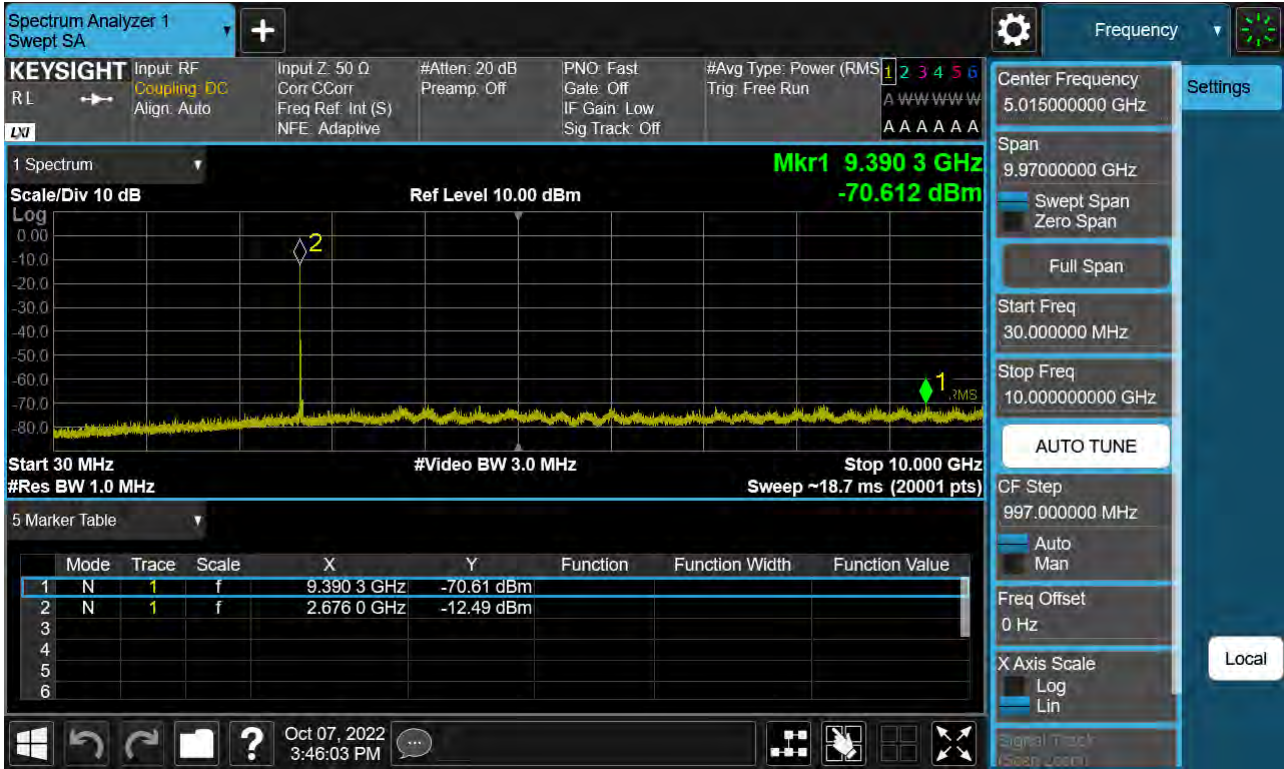 Spectrum Analyzer 1
Swept SA
+
Frequency
KEYSIGHT
RL
LXI
Input: RF
Coupling: DC
Align: Auto
Input Z: 50 Ω
Corr CCorr
Freq Ref: Int (S)
NFE: Adaptive
#Atten: 20 dB
Preamp: Off
PNO: Fast
Gate: Off
IF Gain: Low
Sig Track: Off
#Avg Type: Power (RMS
Trig: Free Run
1 2 3 4 5 6
A W W W W W
A A A A A A
1 Spectrum
Scale/Div 10 dB
Ref Level 10.00 dBm
Mkr1 9.390 3 GHz
-70.612 dBm
Log
0.00
-10.0
-20.0
-30.0
-40.0
-50.0
-60.0
-70.0
-80.0
2
1
RMS
Start 30 MHz
#Video BW 3.0 MHz
Stop 10.000 GHz
#Res BW 1.0 MHz
Sweep ~18.7 ms (20001 pts)
5 Marker Table
Mode Trace Scale X Y Function Function Width Function Value
1 N 1 f 9.390 3 GHz -70.61 dBm
2 N 1 f 2.676 0 GHz -12.49 dBm
3
4
5
6
Center Frequency
5.015000000 GHz
Settings
Span
9.97000000 GHz
Swept Span
Zero Span
Full Span
Start Freq
30.000000 MHz
Stop Freq
10.000000000 GHz
AUTO TUNE
CF Step
997.000000 MHz
Auto
Man
Freq Offset
0 Hz
X Axis Scale
Log
Lin
Signal Track
(Span Zoom)
Local
?
Oct 07, 2022
3:46:03 PM